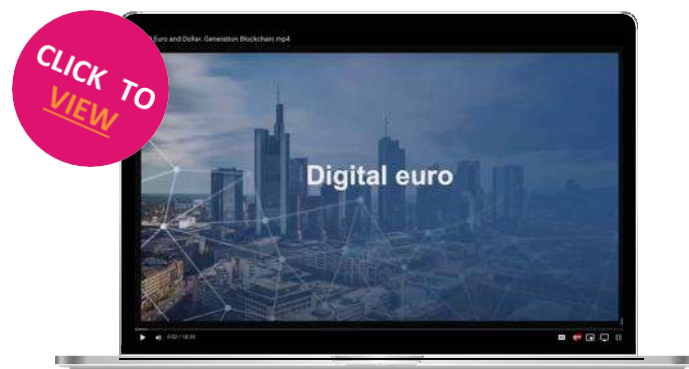 CLICK TO
VIEW
Euro and Dollar, Generation Blockchain.mp4
Digital euro